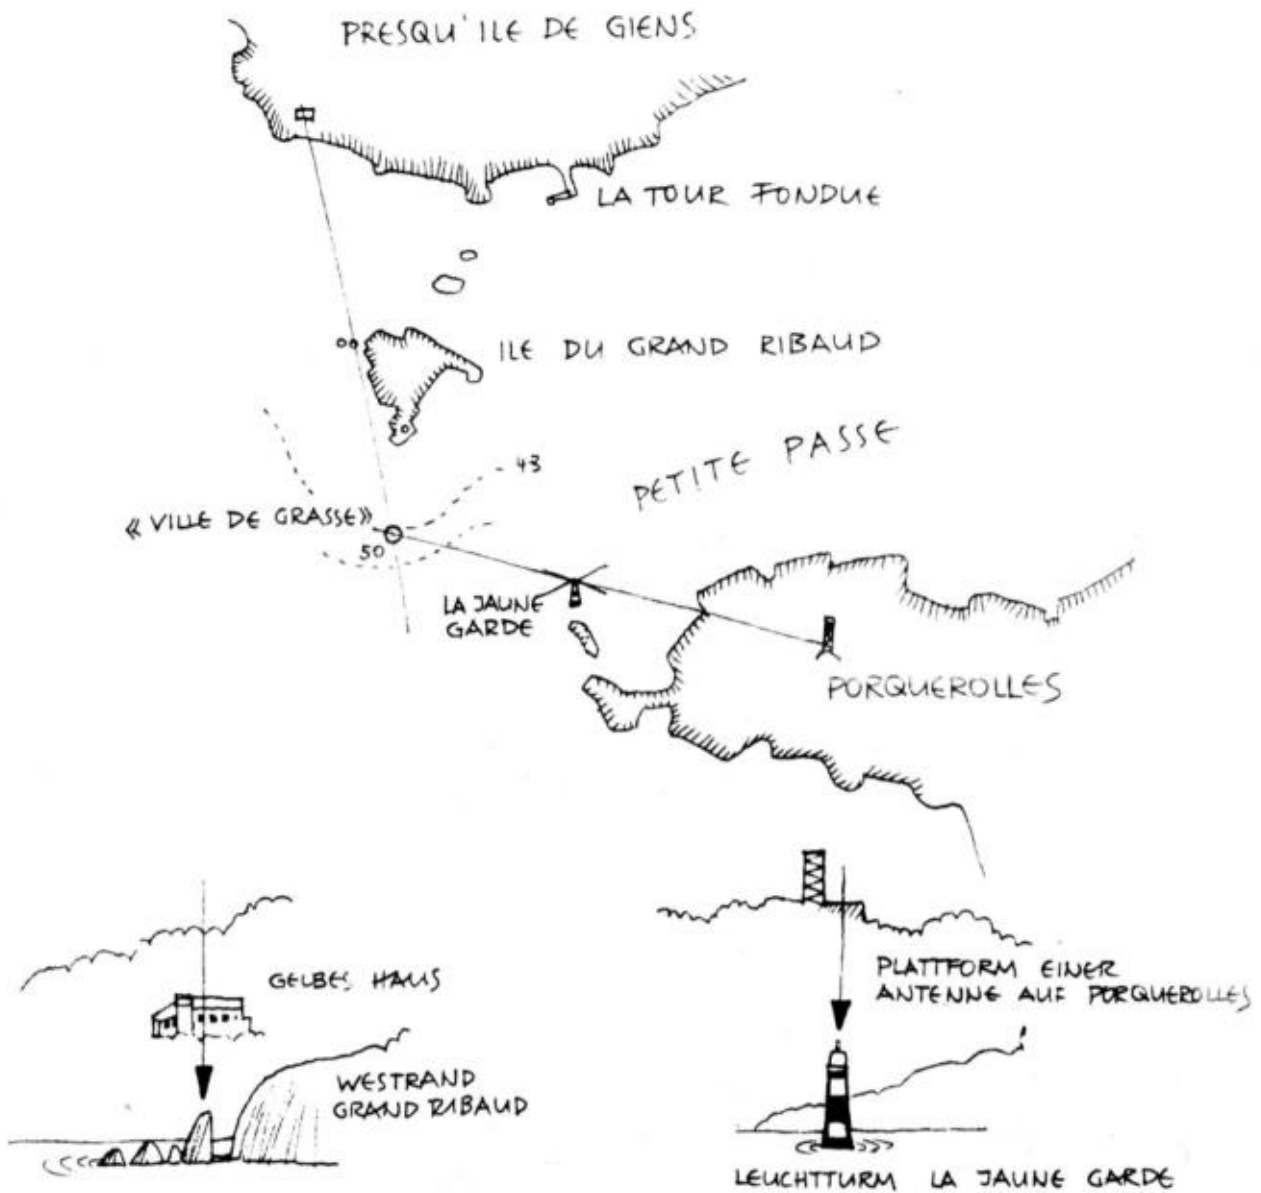 PRESQU'ILE DE GIENS
LA TOUR FONDUE
ILE DU GRAND RIBAUD
PETITE PASSE
43
« VILLE DE GRASSE»
50
LA JAUNE
GARDE
PORQUEROLLES
GELBES HAUS
WESTRAND
GRAND RIBAUD
PLATTFORM EINER
ANTENNE AUF PORQUEROLLES
LEUCHTTURM LA JAUNE GARDE